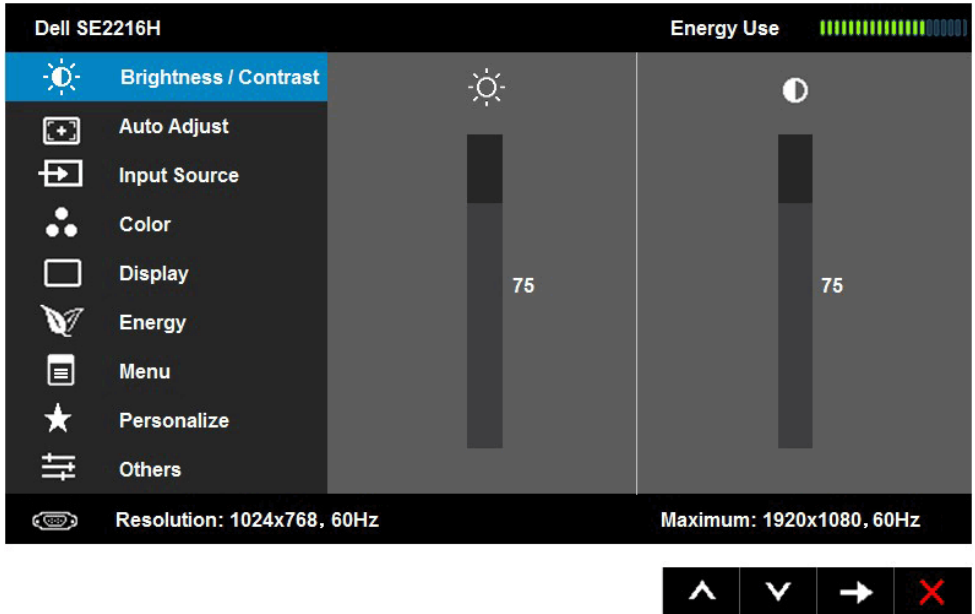 Dell SE2216H Energy Use
Brightness / Contrast
Auto Adjust
Input Source
Color
Display
75 75
Energy
Menu
Personalize
Others
Resolution: 1024x768, 60Hz Maximum: 1920x1080, 60Hz